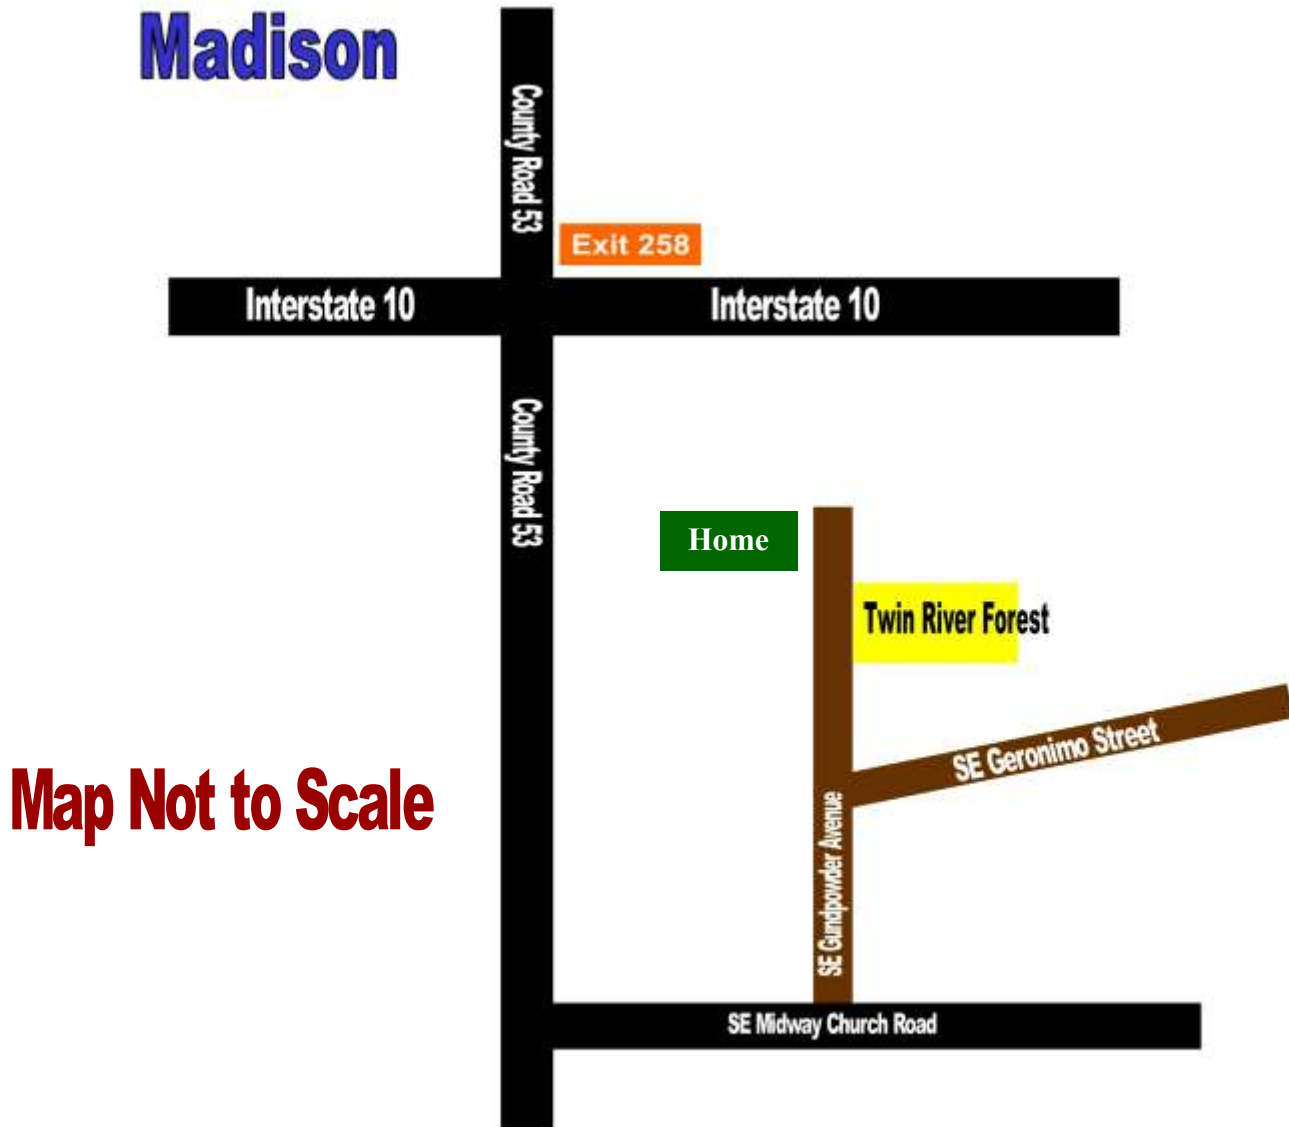 Madison
County Road 53
Exit 258
Interstate 10
Interstate 10
County Road 53
Home
Twin River Forest
SE Geronimo Street
Map Not to Scale
SE Gundpowder Avenue
SE Midway Church Road